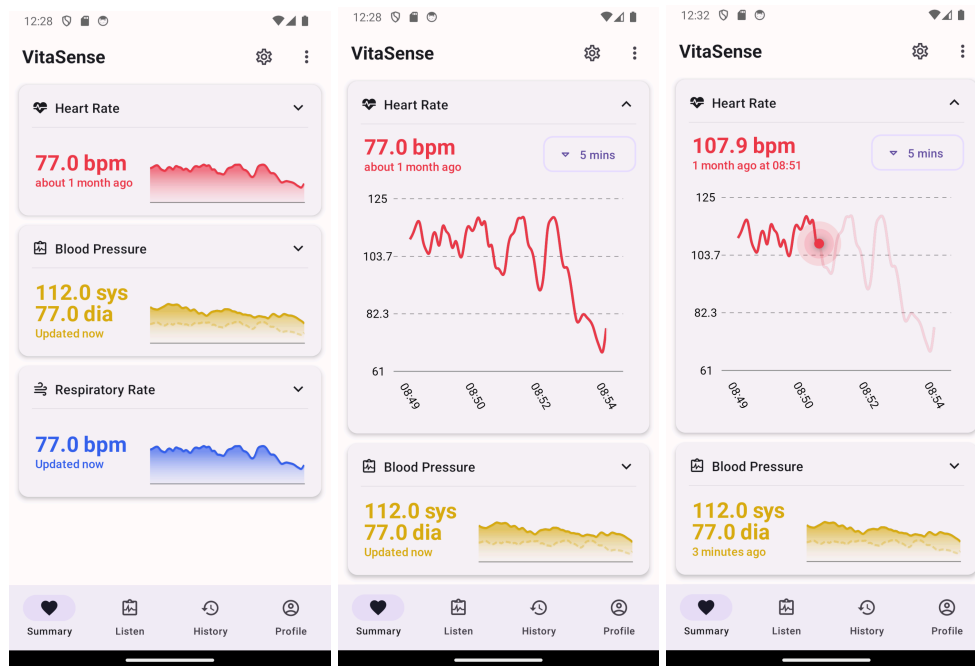 12:28
VitaSense
Heart Rate
77.0 bpm
about 1 month ago
Blood Pressure
112.0 sys
77.0 dia
Updated now
Respiratory Rate
77.0 bpm
Updated now
Summary Listen History Profile
12:28
VitaSense
Heart Rate
77.0 bpm
about 1 month ago
5 mins
125
103.7
82.3
61
08:49 08:50 08:52 08:54
Blood Pressure
112.0 sys
77.0 dia
Updated now
Summary Listen History Profile
12:32
VitaSense
Heart Rate
107.9 bpm
1 month ago at 08:51
5 mins
125
103.7
82.3
61
08:49 08:50 08:52 08:54
Blood Pressure
112.0 sys
77.0 dia
3 minutes ago
Summary Listen History Profile